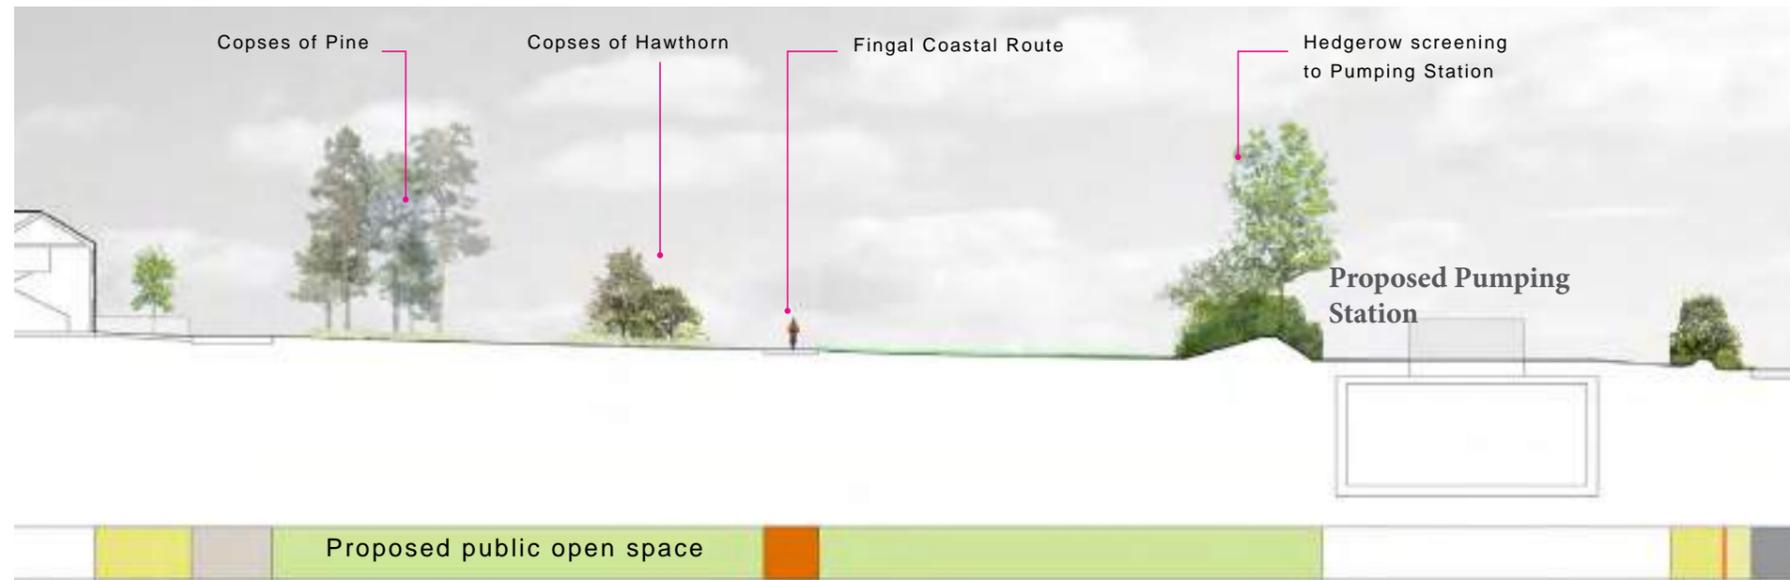 Copses of Pine
Copses of Hawthorn
Fingal Coastal Route
Hedgerow screening
to Pumping Station
Proposed Pumping
Station
Proposed public open space